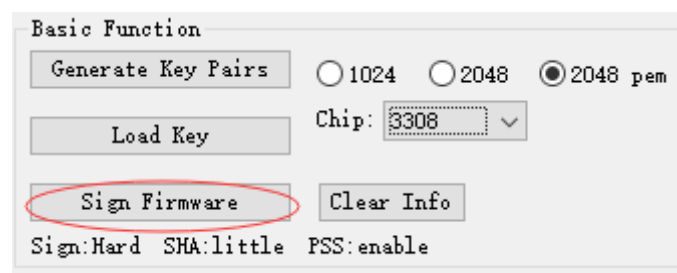 Basic Function
Generate Key Pairs 1024 2048 2048 pem
Chip: 3308
Load Key
Sign Firmware Clear Info
Sign:Hard SHA:little PSS:enable